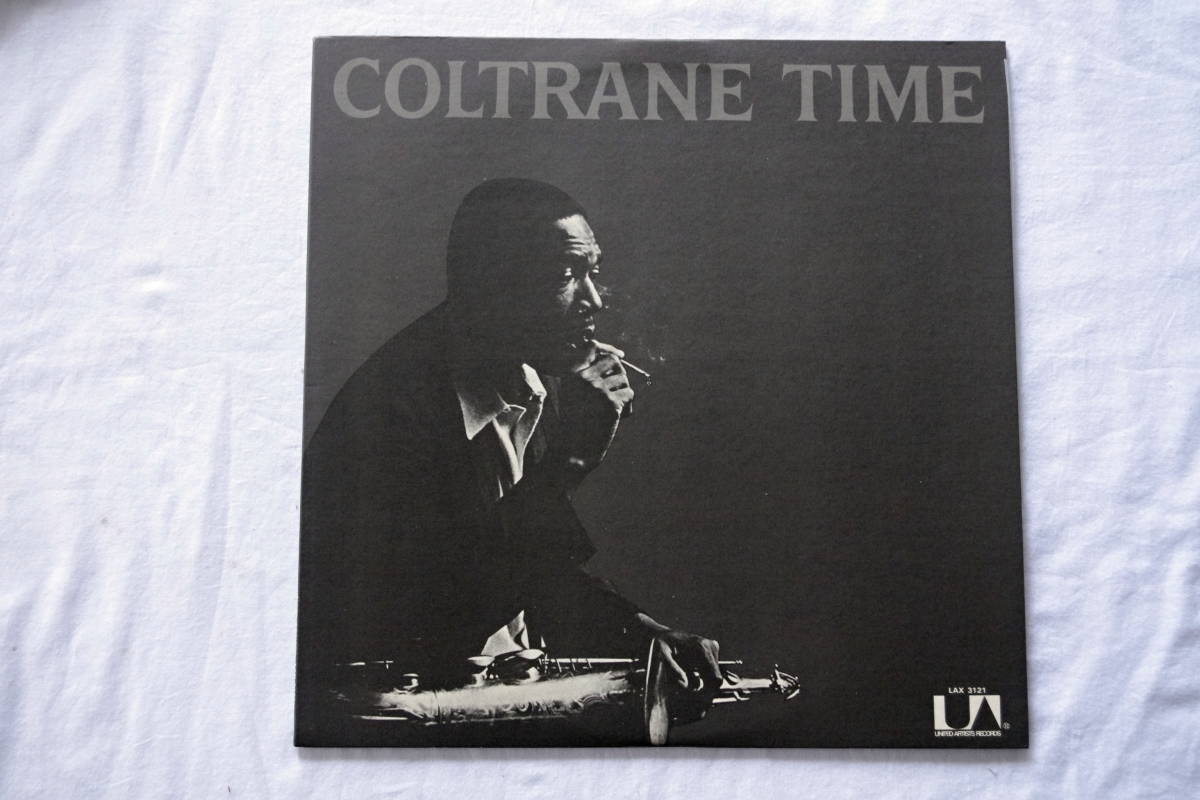 COLTRANE TIME
LAX 3121
UA
®
UNITED ARTISTS RECORDS